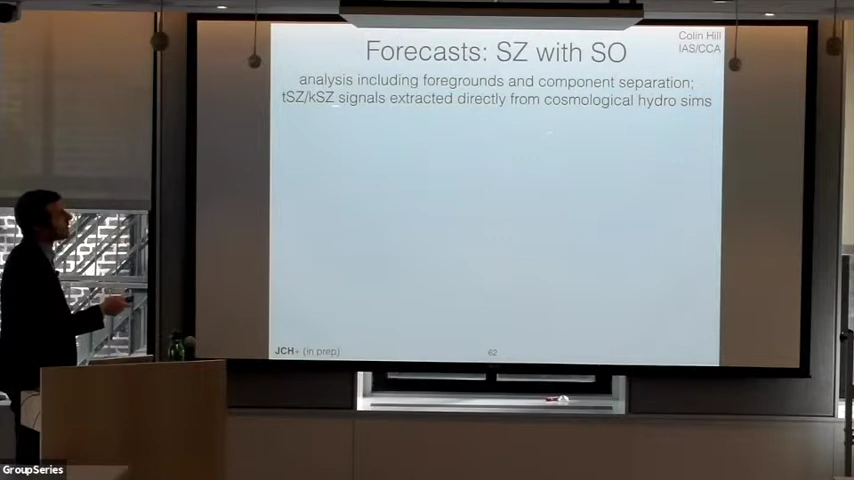 Colin Hill
IAS/CCA
Forecasts: SZ with SO
analysis including foregrounds and component separation;
tSZ/kSZ signals extracted directly from cosmological hydro sims
JCH+ (in prep)
62
GroupSeries